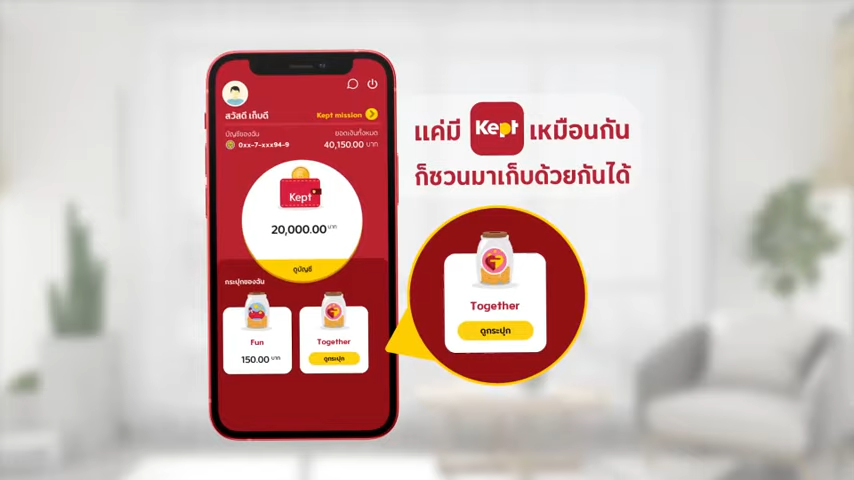 สวัสดี เก็บดี
Kept mission
บัญชีของฉัน
ยอดเงินทั้งหมด
0xx-7-xxx94-9
40,150.00 บาท
Kept
20,000.00 บาท
ดูบัญชี
กระปุกของฉัน
Fun
150.00 บาท
Together
ดูกระปุก
แค่มี Kept เหมือนกัน
ก็ชวนมาเก็บด้วยกันได้
Together
ดูกระปุก